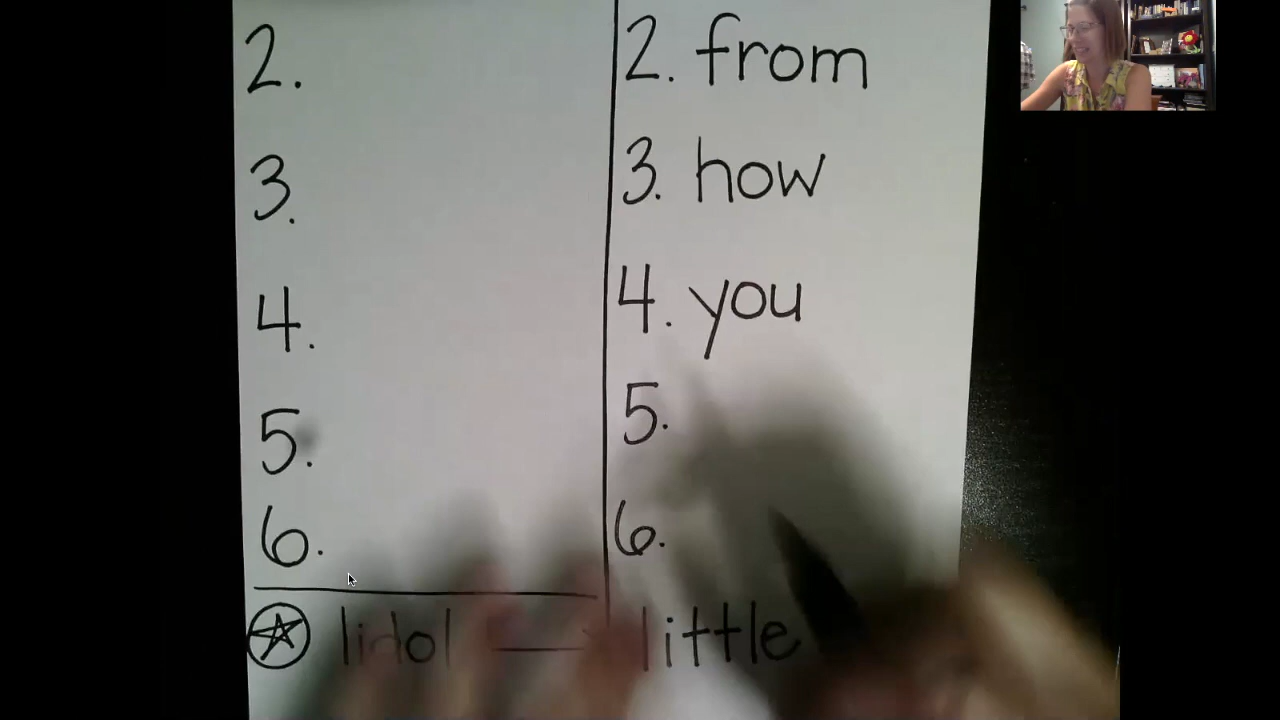 2.
3.
4.
5.
6.
2. from
3. how
4. you
5.
6.
lidol little